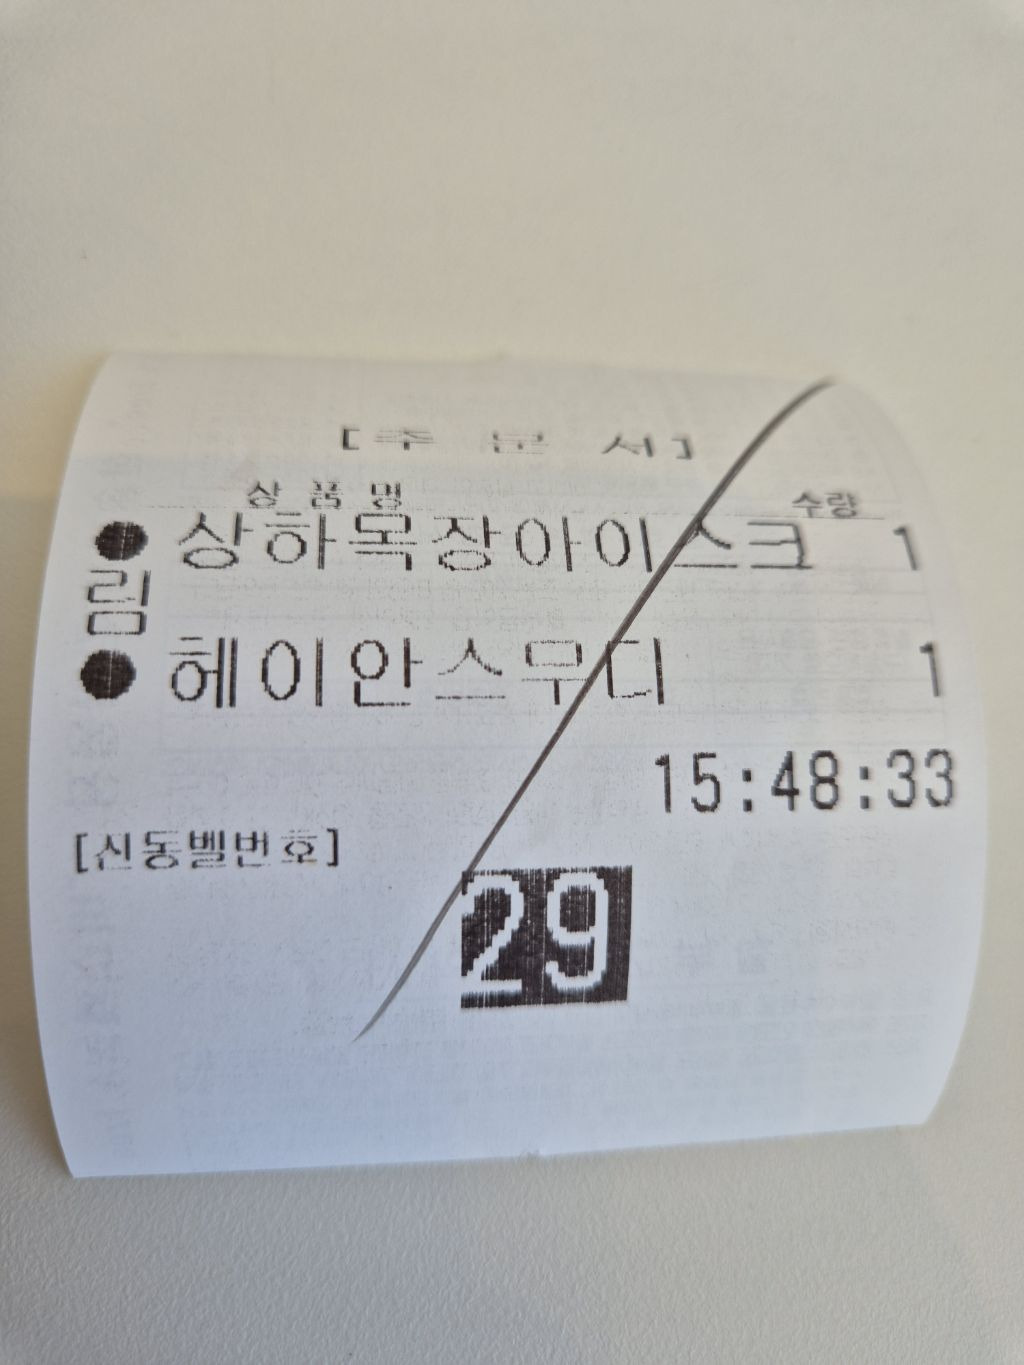 [주 문 서]
상 품 명 수량
●상하목장아이스크 1
림
●헤이안스무디 1
15:48:33
[진동벨번호]
29